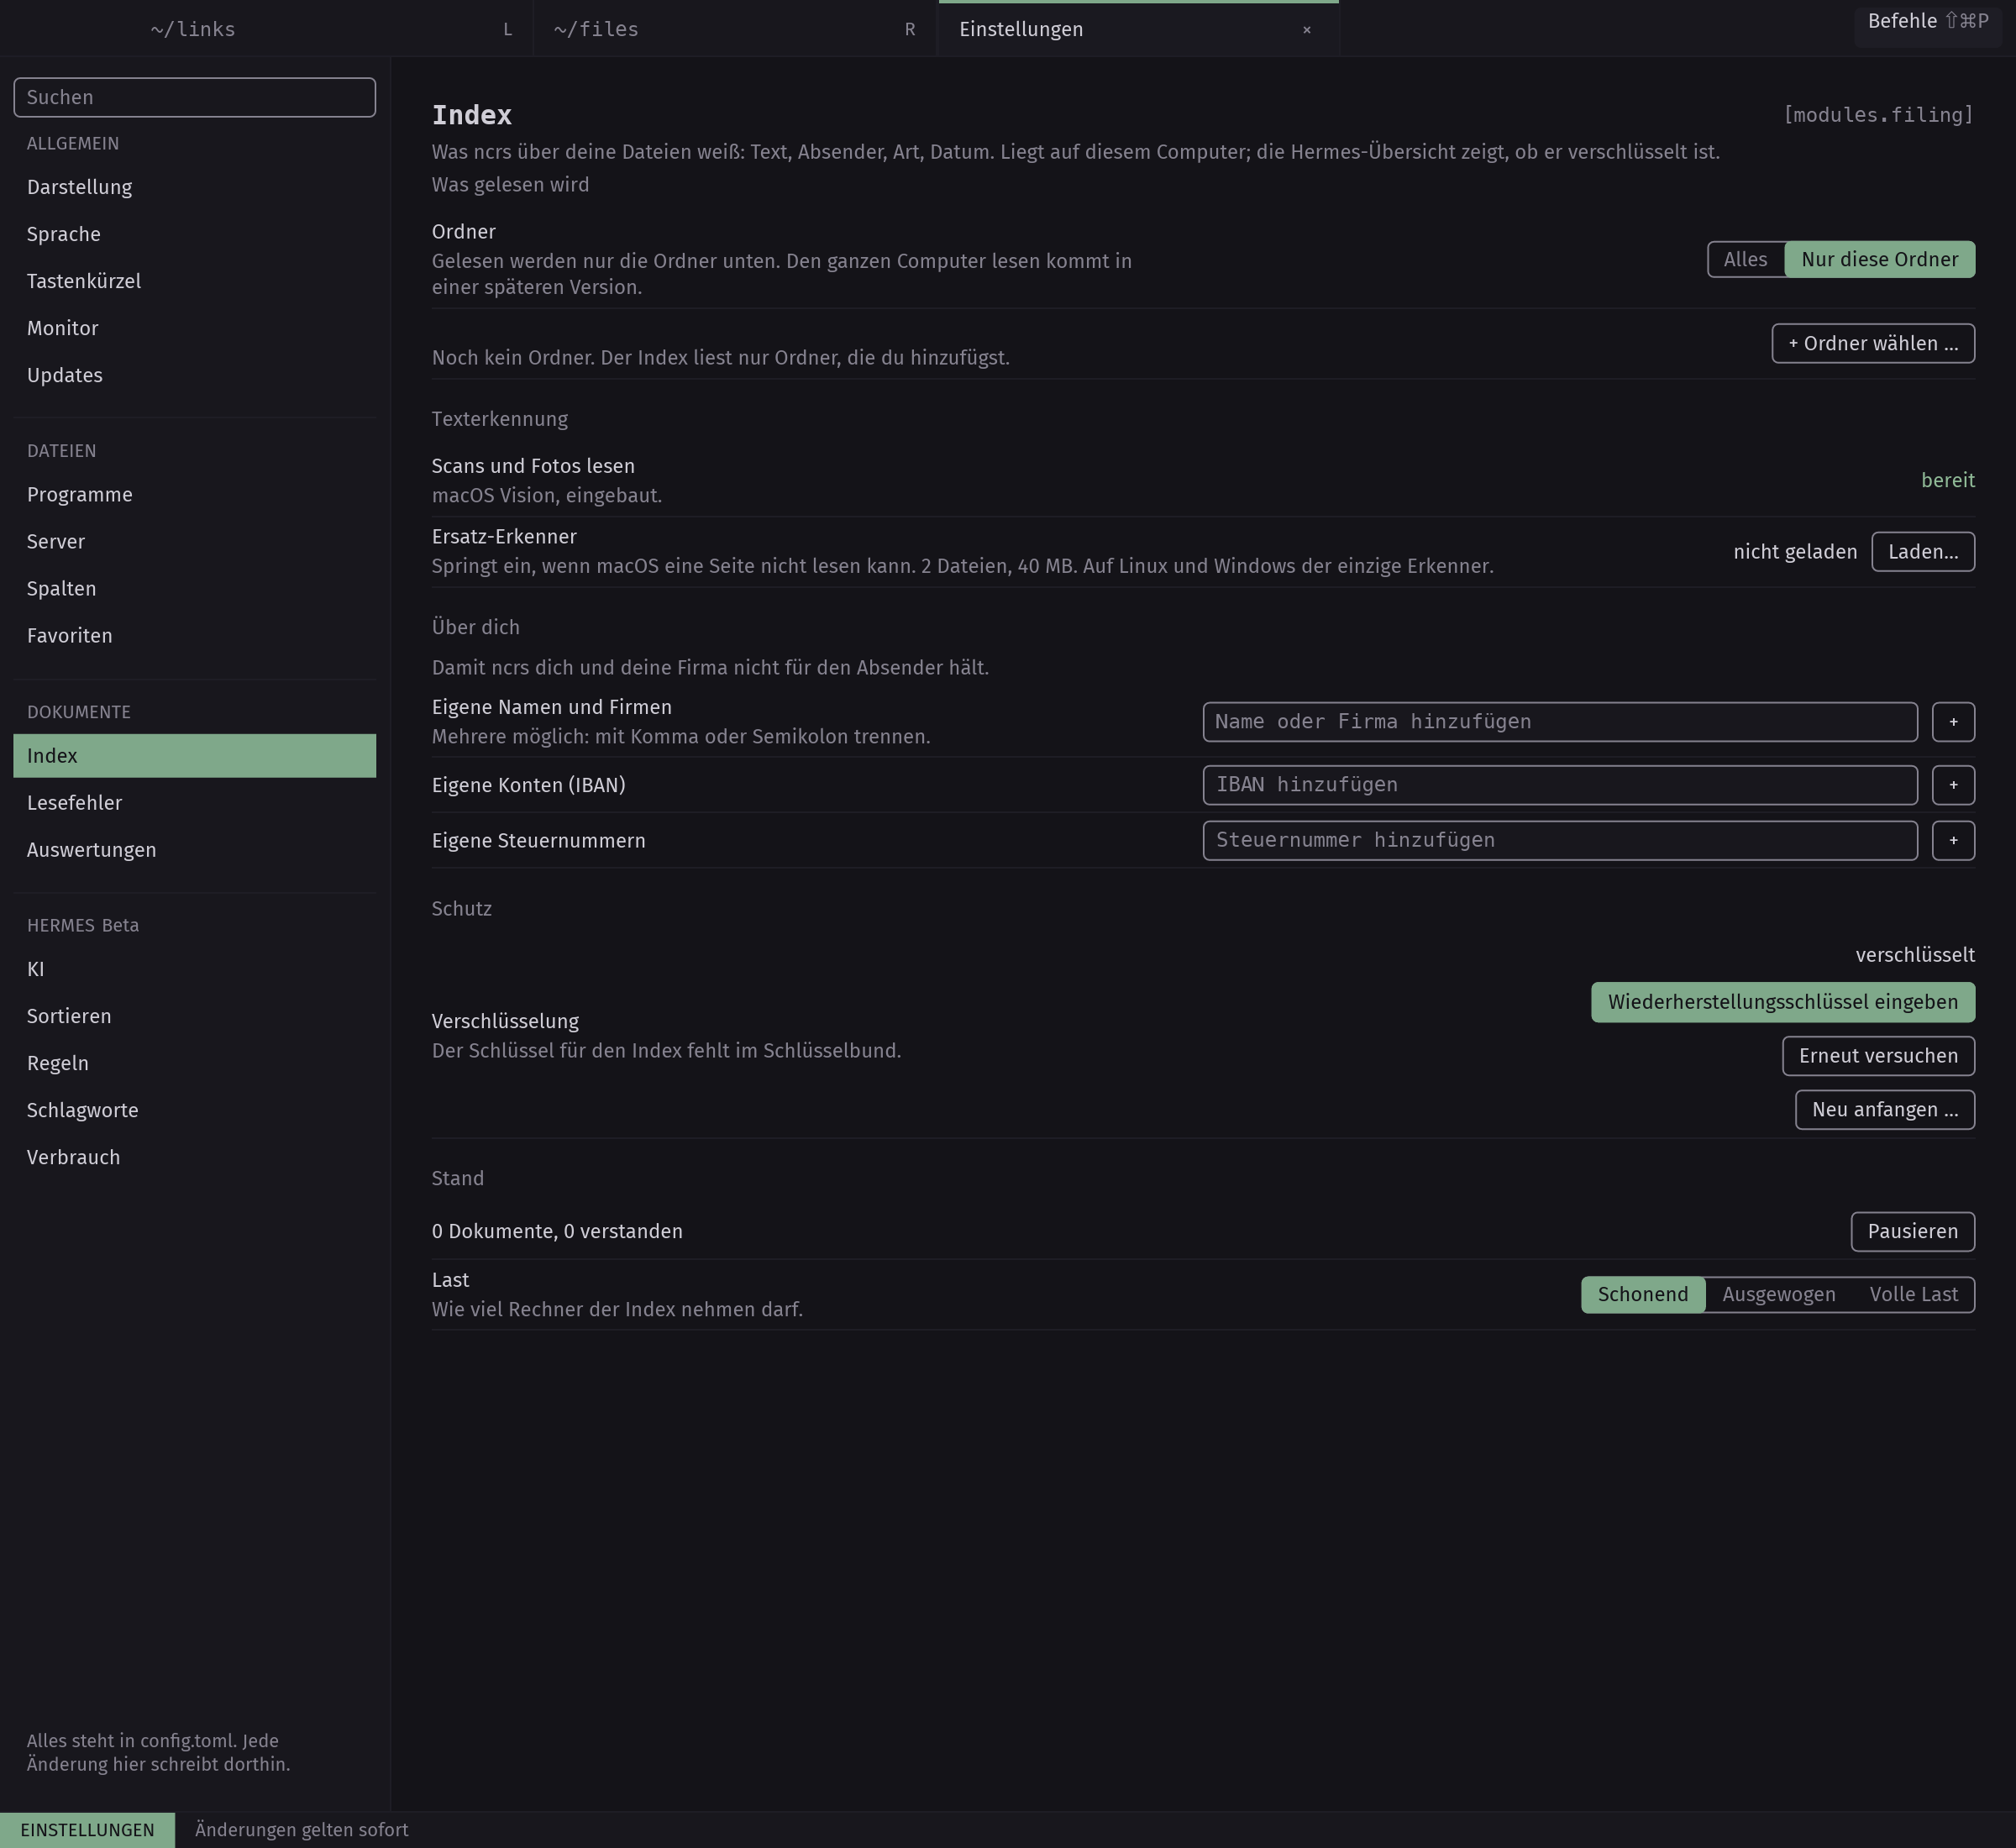 ~/links L ~/files R Einstellungen × Befehle ⇧⌘P
Suchen
ALLGEMEIN
Darstellung
Sprache
Tastenkürzel
Monitor
Updates
DATEIEN
Programme
Server
Spalten
Favoriten
DOKUMENTE
Index
Lesefehler
Auswertungen
HERMES Beta
KI
Sortieren
Regeln
Schlagworte
Verbrauch
Alles steht in config.toml. Jede
Änderung hier schreibt dorthin.
Index [modules.filing]
Was ncrs über deine Dateien weiß: Text, Absender, Art, Datum. Liegt auf diesem Computer; die Hermes-Übersicht zeigt, ob er verschlüsselt ist.
Was gelesen wird
Ordner
Gelesen werden nur die Ordner unten. Den ganzen Computer lesen kommt in
einer späteren Version.
Alles Nur diese Ordner
Noch kein Ordner. Der Index liest nur Ordner, die du hinzufügst.
+ Ordner wählen …
Texterkennung
Scans und Fotos lesen
macOS Vision, eingebaut.
bereit
Ersatz-Erkenner
Springt ein, wenn macOS eine Seite nicht lesen kann. 2 Dateien, 40 MB. Auf Linux und Windows der einzige Erkenner.
nicht geladen Laden…
Über dich
Damit ncrs dich und deine Firma nicht für den Absender hält.
Eigene Namen und Firmen
Mehrere möglich: mit Komma oder Semikolon trennen.
Name oder Firma hinzufügen +
Eigene Konten (IBAN) IBAN hinzufügen +
Eigene Steuernummern Steuernummer hinzufügen +
Schutz
Verschlüsselung
Der Schlüssel für den Index fehlt im Schlüsselbund.
verschlüsselt
Wiederherstellungsschlüssel eingeben
Erneut versuchen
Neu anfangen …
Stand
0 Dokumente, 0 verstanden Pausieren
Last
Wie viel Rechner der Index nehmen darf.
Schonend Ausgewogen Volle Last
EINSTELLUNGEN Änderungen gelten sofort